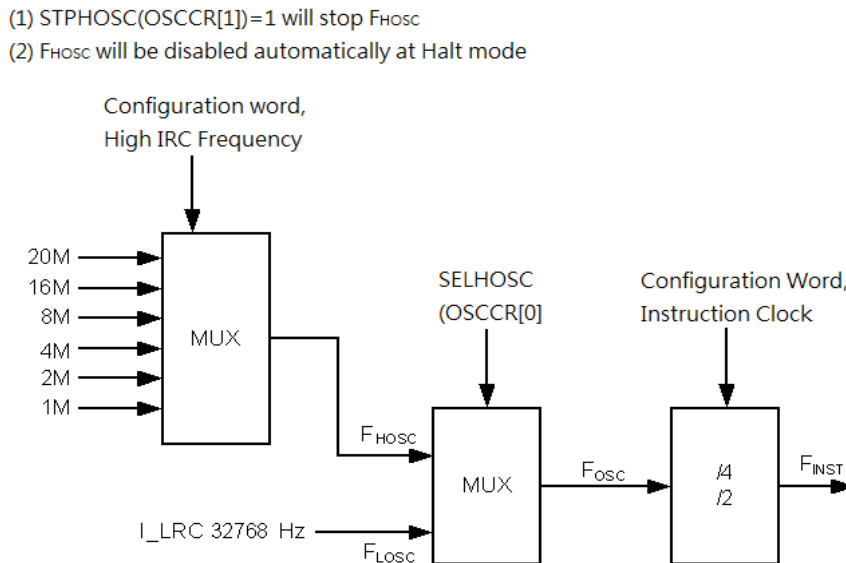 (1) STPHOSC(OSCCR[1])=1 will stop FHOSC
(2) FHOSC will be disabled automatically at Halt mode
Configuration word,
High IRC Frequency
20M
16M
8M
4M
2M
1M
MUX
SELHOSC
(OSCCR[0]
Configuration Word,
Instruction Clock
FHOSC
MUX
FOSC
/4
/2
FINST
I_LRC 32768 Hz
FLOSC